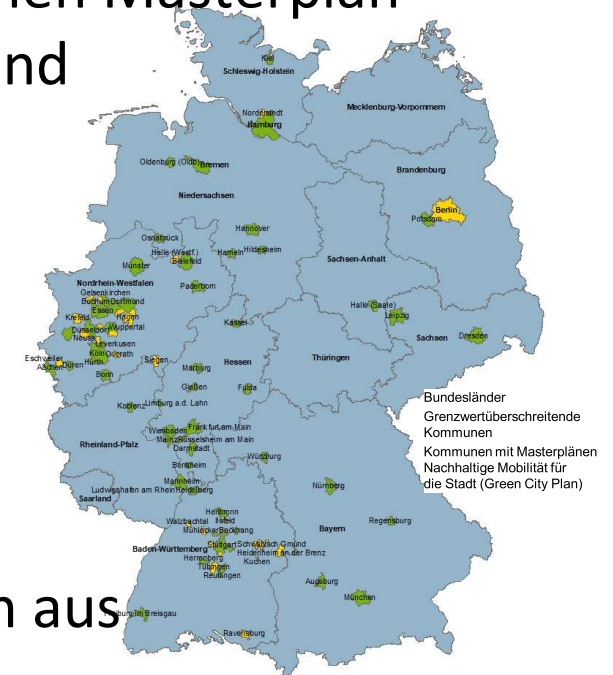 en Masterplan
nd
Kiel
Schleswig-Holstein
Mecklenburg-Vorpommern
Norderstedt
Hamburg
Oldenburg (Oldb)
Bremen
Brandenburg
Niedersachsen
Berlin
Potsdam
Hannover
Osnabrück
Halle (Westf.)
Bielefeld
Hameln
Hildesheim
Sachsen-Anhalt
Münster
Nordrhein-Westfalen
Paderborn
Gelsenkirchen
Bochum
Dortmund
Essen
Halle (Saale)
Leipzig
Krefeld
Hagen
Düsseldorf
Wuppertal
Kassel
Sachsen
Dresden
Neuss
Leverkusen
Köln
Overath
Eschweiler
Aachen
Düren
Hürth
Siegen
Hessen
Thüringen
Bonn
Marburg
Gießen
Fulda
Koblenz
Limburg a.d. Lahn
Bundesländer
Grenzwertüberschreitende
Kommunen
Kommunen mit Masterplänen
Nachhaltige Mobilität für
die Stadt (Green City Plan)
Wiesbaden
Frankfurt am Main
Mainz
Rüsselsheim am Main
Darmstadt
Rheinland-Pfalz
Würzburg
Bensheim
Mannheim
Ludwigshafen am Rhein
Heidelberg
Nürnberg
Saarland
Heilbronn
Ilsfeld
Walzbachtal
Mühlacker
Backnang
Regensburg
Bayern
Baden-Württemberg
Stuttgart
Schwäbisch Gmünd
Heidenheim an der Brenz
Herrenberg
Kuchen
Tübingen
Reutlingen
Augsburg
München
n aus
Freiburg im Breisgau
Ravensburg